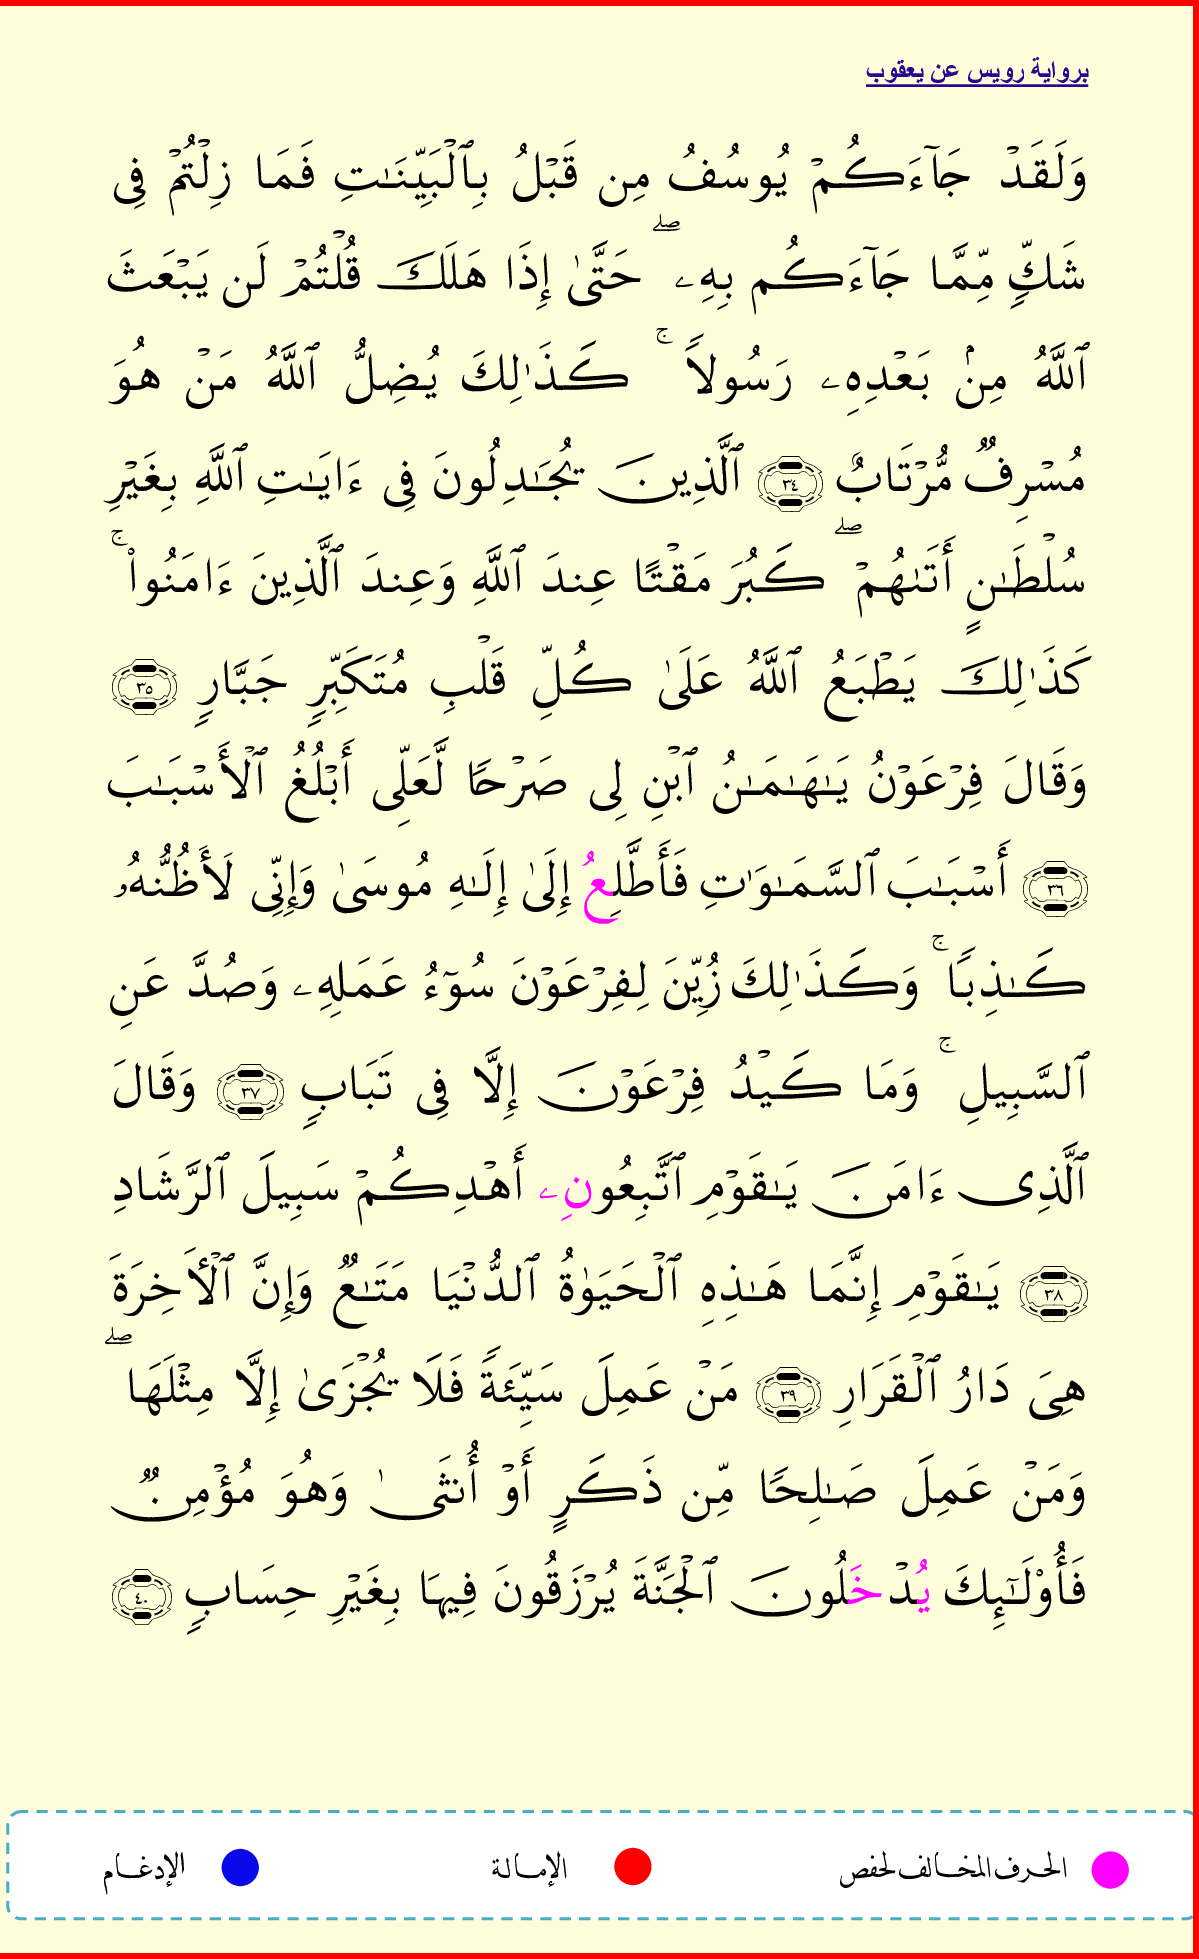 برواية رويس عن يعقوب
وَلَقَدۡ جَآءَكُمۡ يُوسُفُ مِن قَبۡلُ بِٱلۡبَيِّنَٰتِ فَمَا زِلۡتُمۡ فِي
شَكّٖ مِّمَّا جَآءَكُم بِهِۦۖ حَتَّىٰٓ إِذَا هَلَكَ قُلۡتُمۡ لَن يَبۡعَثَ
ٱللَّهُ مِنۢ بَعۡدِهِۦ رَسُولٗاۚ كَذَٰلِكَ يُضِلُّ ٱللَّهُ مَنۡ هُوَ
مُسۡرِفٞ مُّرۡتَابٌ ٣٤ ٱلَّذِينَ يُجَٰدِلُونَ فِي ءَايَٰتِ ٱللَّهِ بِغَيۡرِ
سُلۡطَٰنٍ أَتَىٰهُمۡۖ كَبُرَ مَقۡتًا عِندَ ٱللَّهِ وَعِندَ ٱلَّذِينَ ءَامَنُواْۚ
كَذَٰلِكَ يَطۡبَعُ ٱللَّهُ عَلَىٰ كُلِّ قَلۡبِ مُتَكَبِّرٖ جَبَّارٖ ٣٥
وَقَالَ فِرۡعَوۡنُ يَٰهَٰمَٰنُ ٱبۡنِ لِي صَرۡحٗا لَّعَلِّي أَبۡلُغُ ٱلۡأَسۡبَٰبَ
٣٦ أَسۡبَٰبَ ٱلسَّمَٰوَٰتِ فَأَطَّلِعُ إِلَىٰ إِلَٰهِ مُوسَىٰ وَإِنِّي لَأَظُنُّهُۥ
كَٰذِبٗاۚ وَكَذَٰلِكَ زُيِّنَ لِفِرۡعَوۡنَ سُوٓءُ عَمَلِهِۦ وَصُدَّ عَنِ
ٱلسَّبِيلِۚ وَمَا كَيۡدُ فِرۡعَوۡنَ إِلَّا فِي تَبَابٖ ٣٧ وَقَالَ
ٱلَّذِيٓ ءَامَنَ يَٰقَوۡمِ ٱتَّبِعُونِۦ أَهۡدِكُمۡ سَبِيلَ ٱلرَّشَادِ
٣٨ يَٰقَوۡمِ إِنَّمَا هَٰذِهِ ٱلۡحَيَوٰةُ ٱلدُّنۡيَا مَتَٰعٞ وَإِنَّ ٱلۡأٓخِرَةَ
هِيَ دَارُ ٱلۡقَرَارِ ٣٩ مَنۡ عَمِلَ سَيِّئَةٗ فَلَا يُجۡزَىٰٓ إِلَّا مِثۡلَهَاۖ
وَمَنۡ عَمِلَ صَٰلِحٗا مِّن ذَكَرٍ أَوۡ أُنثَىٰ وَهُوَ مُؤۡمِنٞ
فَأُوْلَٰٓئِكَ يُدۡخَلُونَ ٱلۡجَنَّةَ يُرۡزَقُونَ فِيهَا بِغَيۡرِ حِسَابٖ ٤٠
الحرف المخالف لحفص الإمالة الإدغام